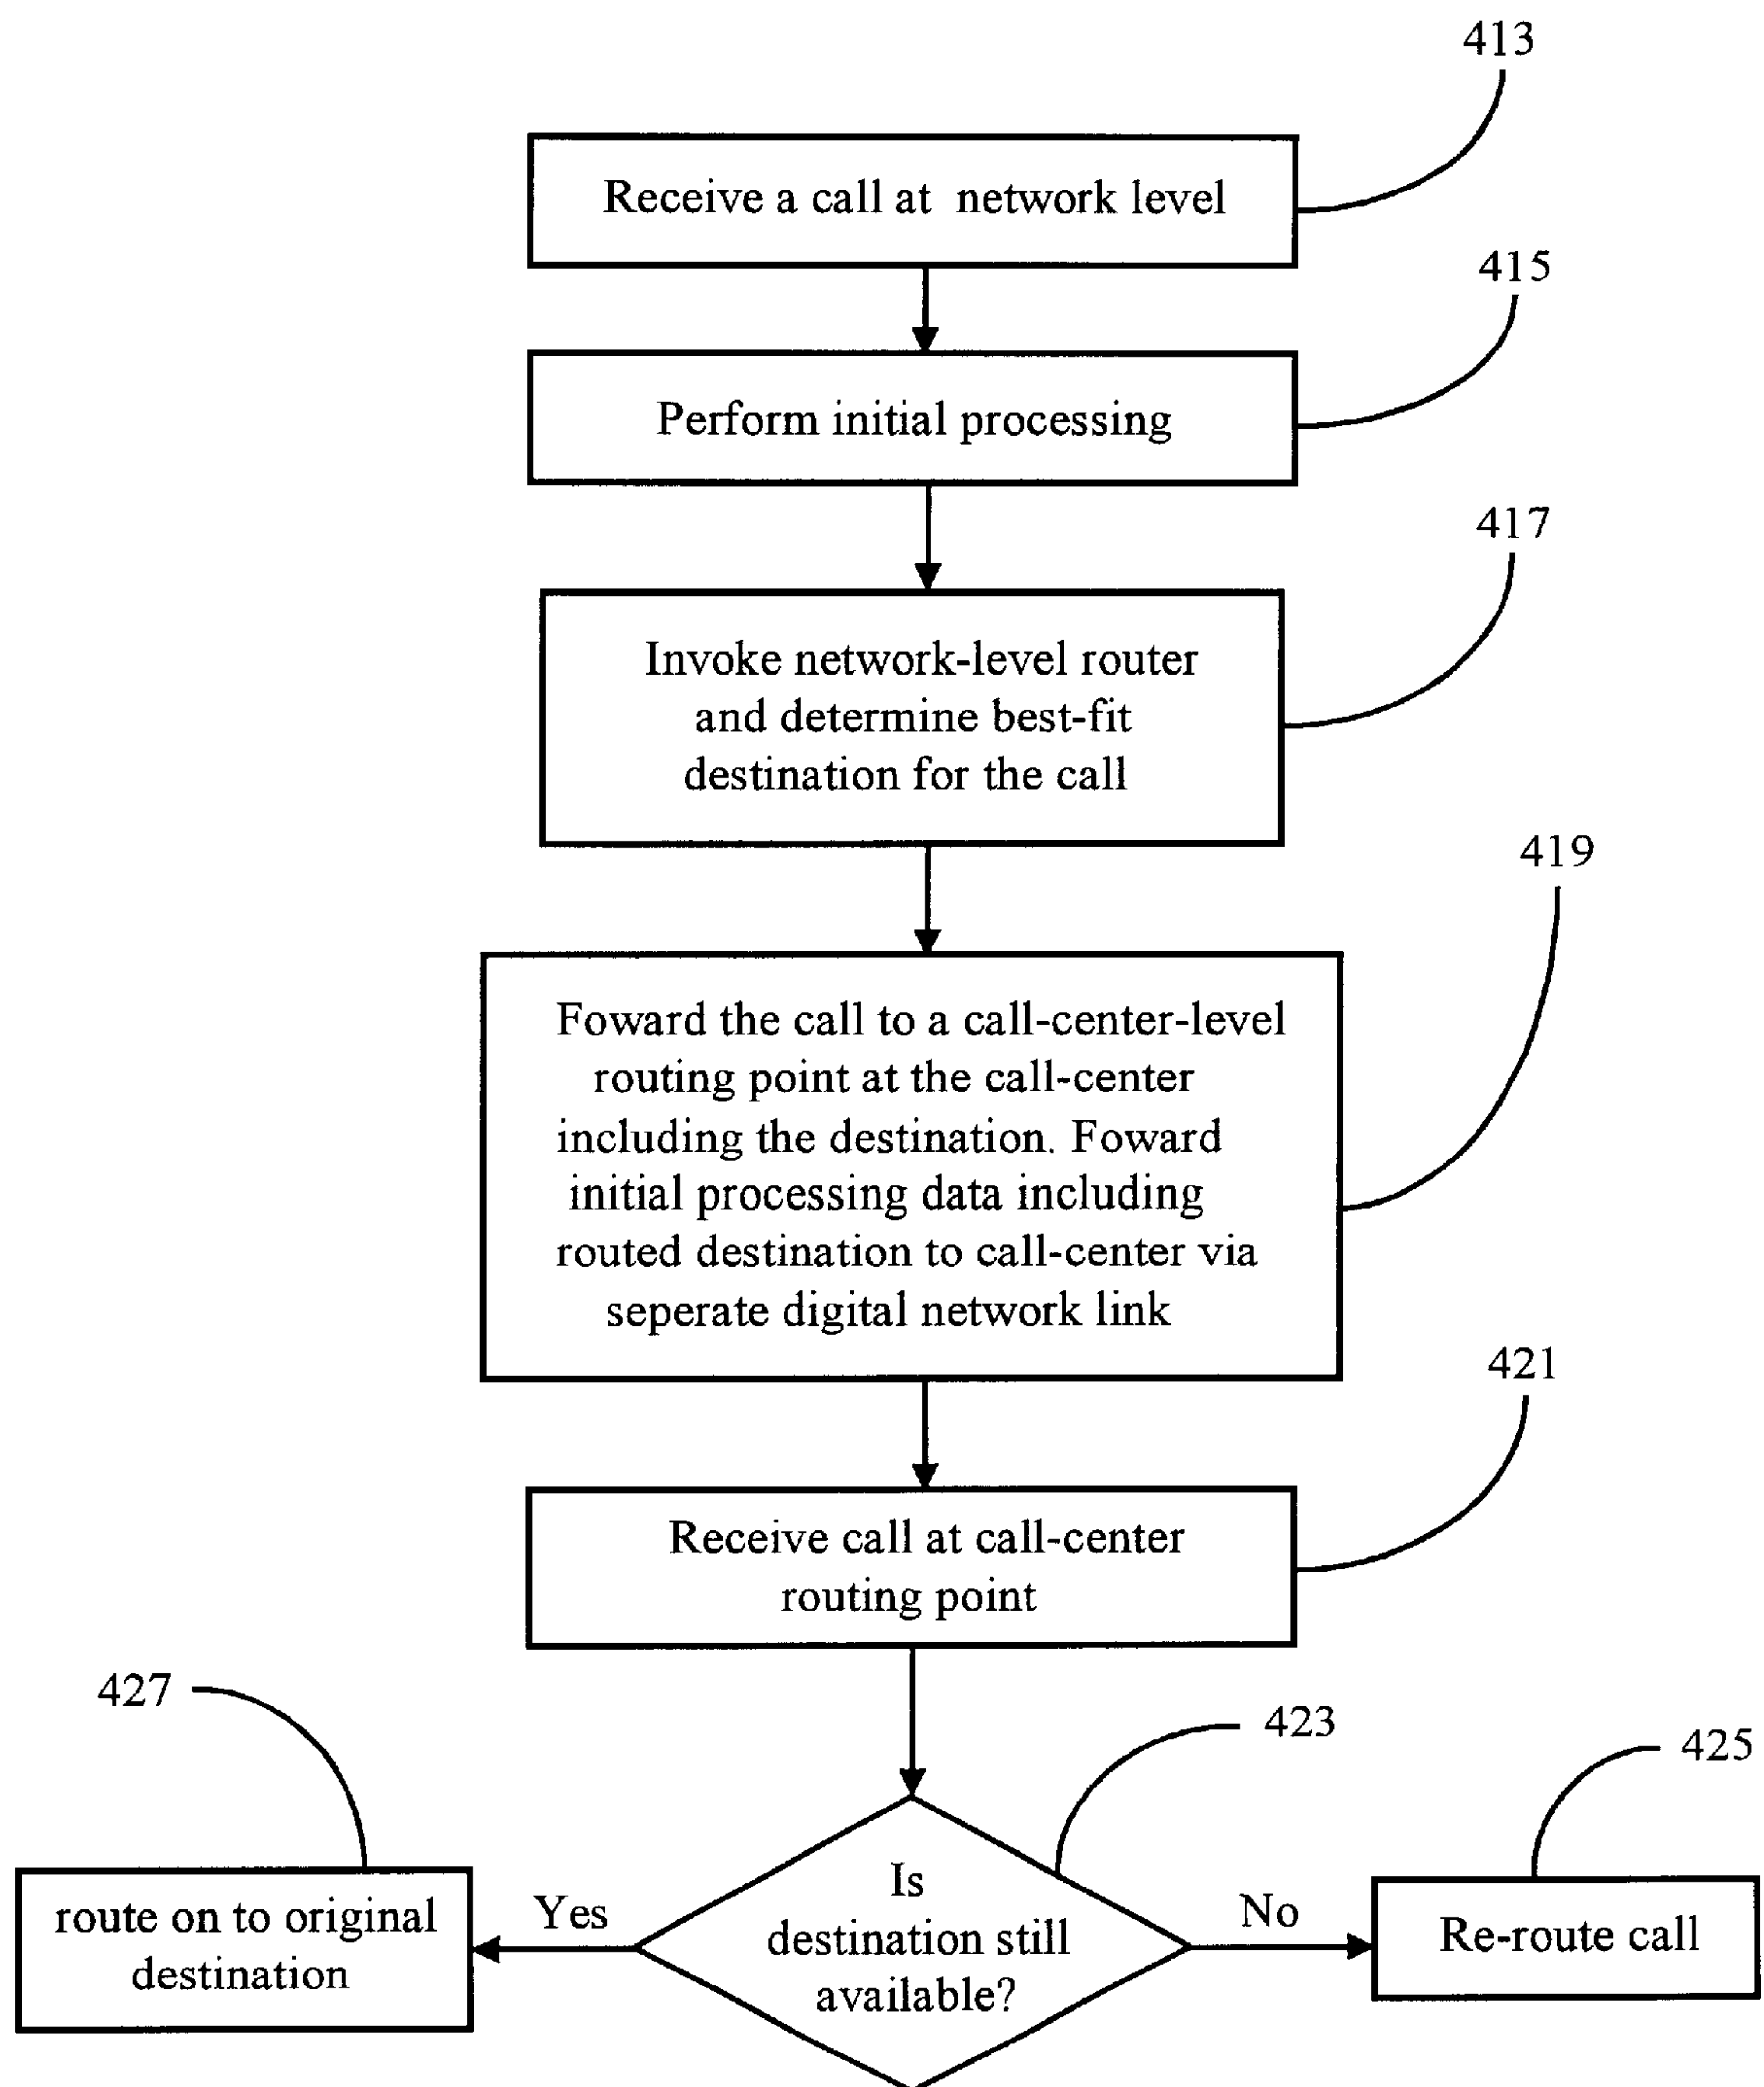 413
Receive a call at network level
415
Perform initial processing
417
Invoke network-level router
and determine best-fit
destination for the call
419
Foward the call to a call-center-level
routing point at the call-center
including the destination. Foward
initial processing data including
routed destination to call-center via
seperate digital network link
421
Receive call at call-center
routing point
427
423
425
Is
destination still
available?
Yes
No
route on to original
destination
Re-route call